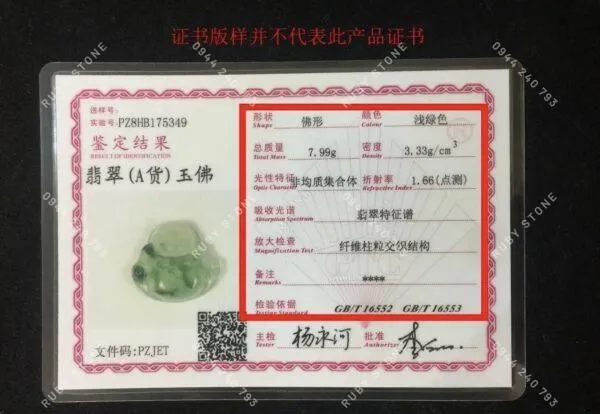 证书版样并不代表此产品证书
送样号:
实验号: PZ8HB175349
鉴定结果
RESULT OF IDENTIFICATION
翡翠(A货)玉佛
文件码:PZJET
形状 佛形 颜色 浅绿色
Shape Colour
总质量 7.99g 密度 3.33g/cm³
Total Mass Density
光性特征 非均质集合体 折射率 1.66(点测)
Optic Character Refractive Index
吸收光谱 翡翠特征谱
Absorption Spectrum
放大检查 纤维柱粒交织结构
Magnification Test
备注 ****
Remarks
检验依据 GB/T 16552 GB/T 16553
Testing Standard
主检 杨永河 批准
Tester Authorizer
RUBY STONE
0944 240 793